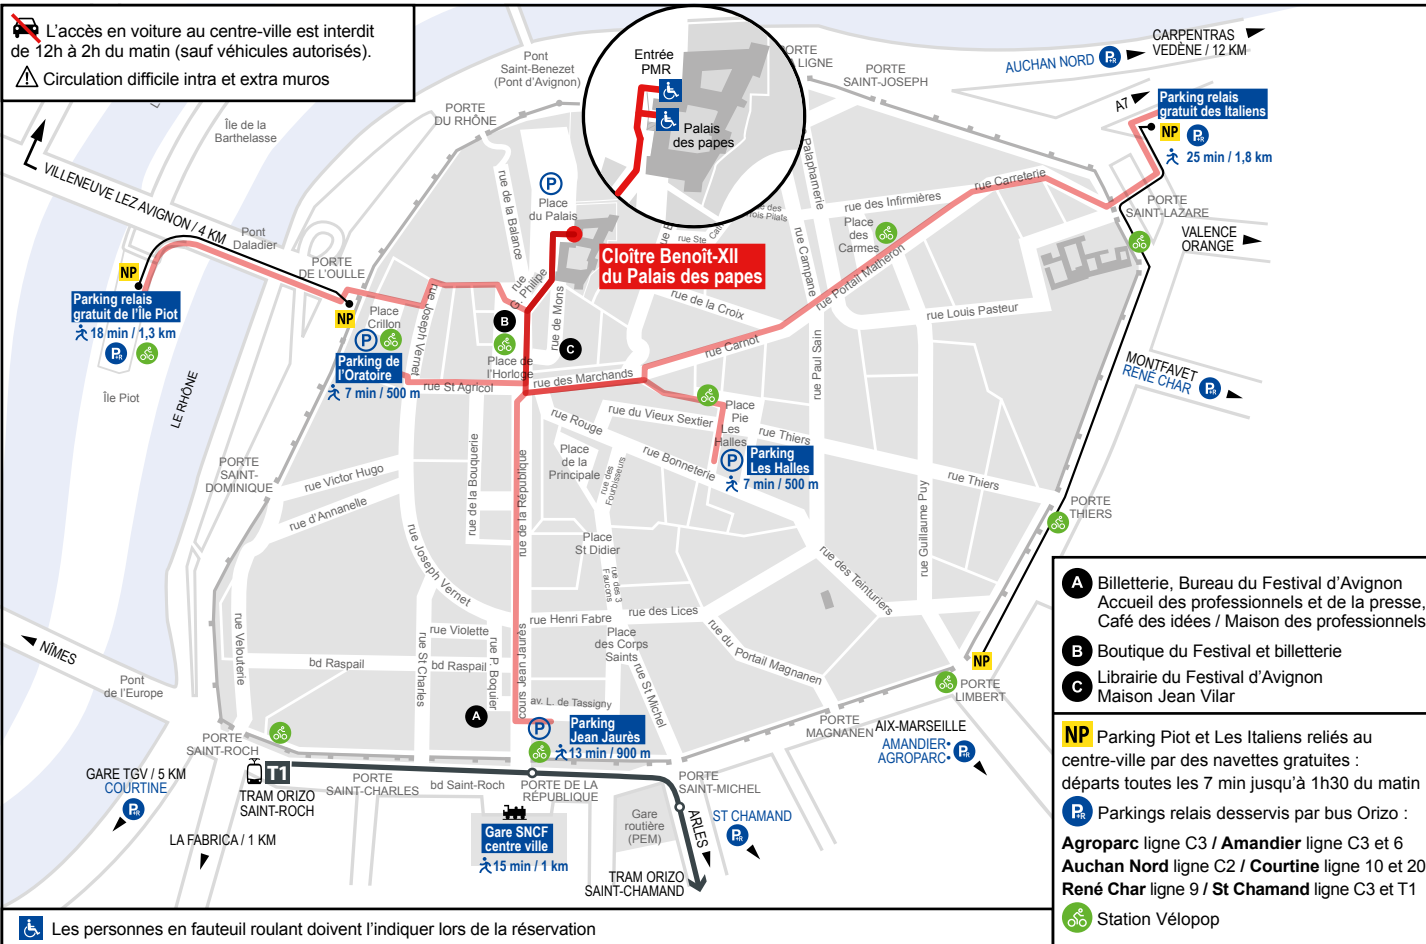 L'accès en voiture au centre-ville est interdit
de 12h à 2h du matin (sauf véhicules autorisés).
Circulation difficile intra et extra muros
Pont
Saint-Benezet
(Pont d'Avignon)
Entrée
PMR
Palais
des papes
PORTE
LA LIGNE
PORTE
SAINT-JOSEPH
AUCHAN NORD
P+R
CARPENTRAS
VEDÈNE / 12 KM
A7
Parking relais
gratuit des Italiens
NP
P+R
25 min / 1,8 km
PORTE
SAINT-LAZARE
VALENCE
ORANGE
Île de la
Barthelasse
PORTE
DU RHÔNE
VILLENEUVE LEZ AVIGNON / 4 KM
Pont
Daladier
PORTE
DE L'OULLE
NP
Parking relais
gratuit de l'Île Piot
18 min / 1,3 km
P+R
Île Piot
LE RHÔNE
NP
Place
Crillon
P
Parking de
l'Oratoire
7 min / 500 m
rue Joseph Vernet
rue St Agricol
rue de la Balance
P
Place
du Palais
rue
G. Philipe
B
Place de
l'Horloge
rue de Mons
C
Cloître Benoît-XII
du Palais des papes
rue des Marchands
rue de la Croix
rue Carnot
rue Ste
Palaphamerie
rue Campane
Place
des
Carmes
rue des Infirmières
rue Carreterie
rue Portail Matheron
rue Louis Pasteur
rue Paul Sain
MONTFAVET
RENÉ CHAR
P+R
rue Rouge
rue du Vieux Sextier
Place
Pie
Les
Halles
rue Thiers
P
Parking
Les Halles
7 min / 500 m
rue Bonneterie
Place
de la
Principale
rue des
Fourbisseurs
rue Thiers
PORTE
THIERS
PORTE
SAINT-
DOMINIQUE
rue Victor Hugo
rue d'Annanelle
rue de la Bouquerie
rue de la République
rue Joseph Vernet
Place
St Didier
rue des 3
Faucons
rue des Teinturiers
rue Guillaume Puy
rue Henri Fabre
rue des Lices
rue Velouterie
rue Violette
bd Raspail
bd Raspail
rue St Charles
rue P. Boquier
cours Jean Jaurès
Place
des Corps
Saints
rue St Michel
rue du Portail Magnanen
av. L. de Tassigny
A
P
Parking
Jean Jaurès
13 min / 900 m
NP
PORTE
LIMBERT
PORTE
MAGNANEN
AIX-MARSEILLE
AMANDIER•
AGROPARC•
P+R
NÎMES
Pont
de l'Europe
PORTE
SAINT-ROCH
GARE TGV / 5 KM
COURTINE
P+R
LA FABRICA / 1 KM
T1
TRAM ORIZO
SAINT-ROCH
PORTE
SAINT-CHARLES
bd Saint-Roch
PORTE DE LA
RÉPUBLIQUE
PORTE
SAINT-MICHEL
Gare SNCF
centre ville
15 min / 1 km
Gare
routière
(PEM)
ARLES
ST CHAMAND
P+R
TRAM ORIZO
SAINT-CHAMAND
A Billetterie, Bureau du Festival d'Avignon
Accueil des professionnels et de la presse,
Café des idées / Maison des professionnels
B Boutique du Festival et billetterie
C Librairie du Festival d'Avignon
Maison Jean Vilar
NP Parking Piot et Les Italiens reliés au
centre-ville par des navettes gratuites :
départs toutes les 7 min jusqu'à 1h30 du matin
P+R Parkings relais desservis par bus Orizo :
Agroparc ligne C3 / Amandier ligne C3 et 6
Auchan Nord ligne C2 / Courtine ligne 10 et 20
René Char ligne 9 / St Chamand ligne C3 et T1
Station Vélopop
Les personnes en fauteuil roulant doivent l'indiquer lors de la réservation